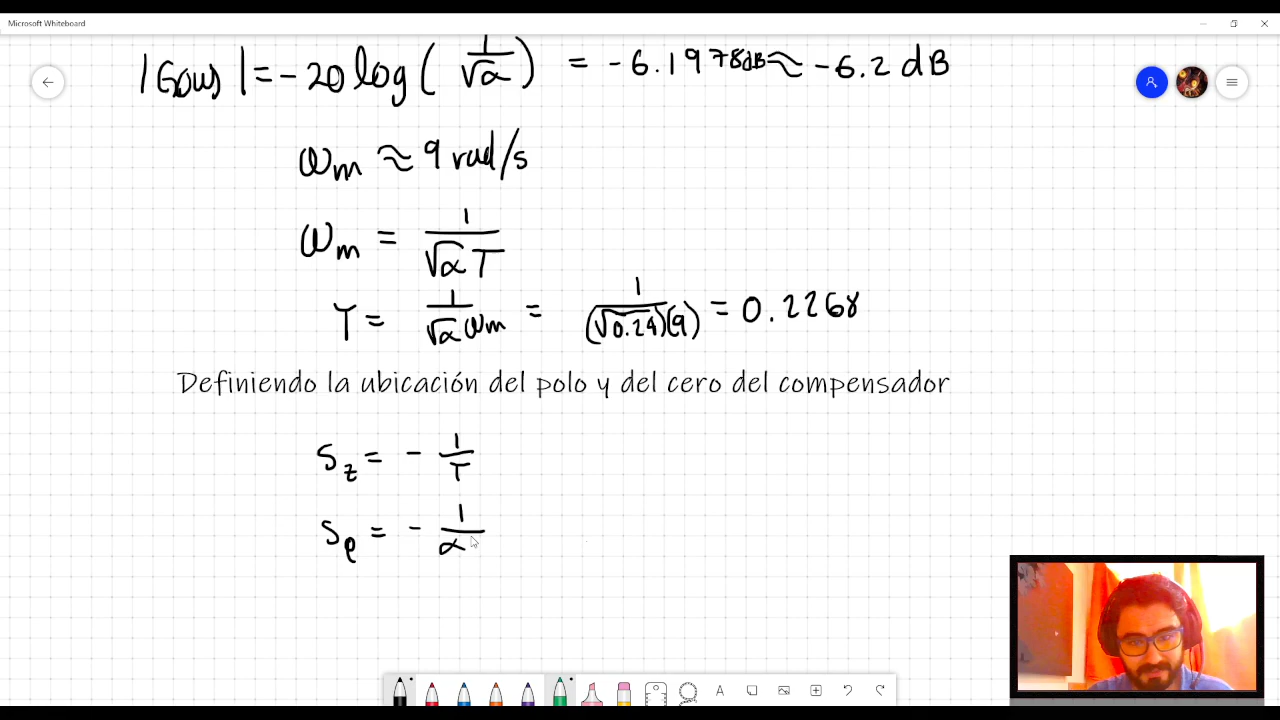 Microsoft Whiteboard
|Gous| = -20 log ( 1/√α ) = -6.1978dB ≈ -6.2 dB
ωm ≈ 9 rad/s
ωm = 1/(√α T)
T = 1/√α ωm = 1/((√0.24)(9)) = 0.2268
Definiendo la ubicación del polo y del cero del compensador
Sz = - 1/T
Sp = - 1/α
A